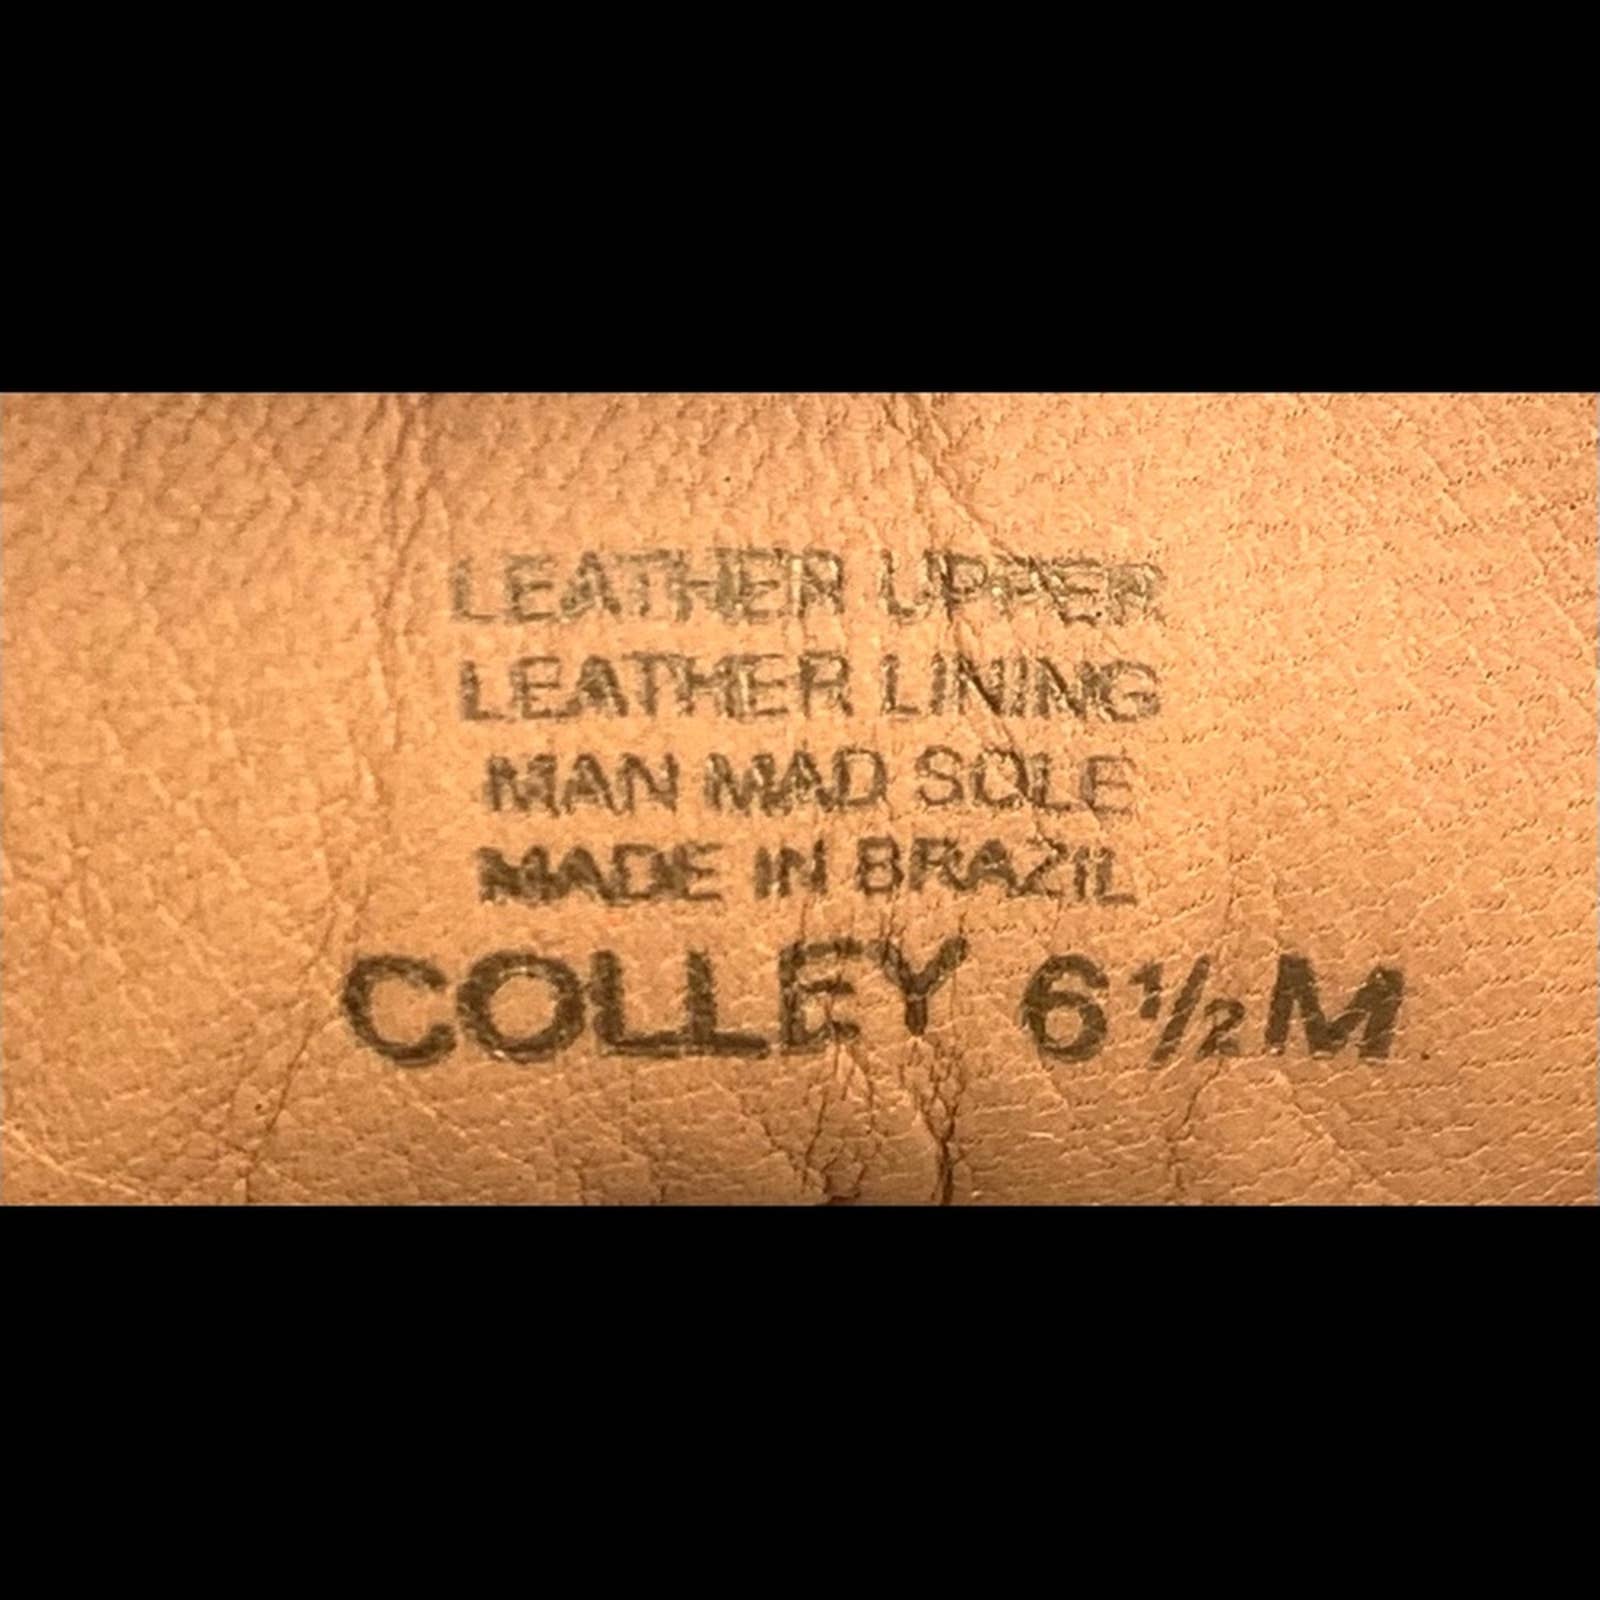 LEATHER UPPER
LEATHER LINING
MAN MAD SOLE
MADE IN BRAZIL
COLLEY 6½M